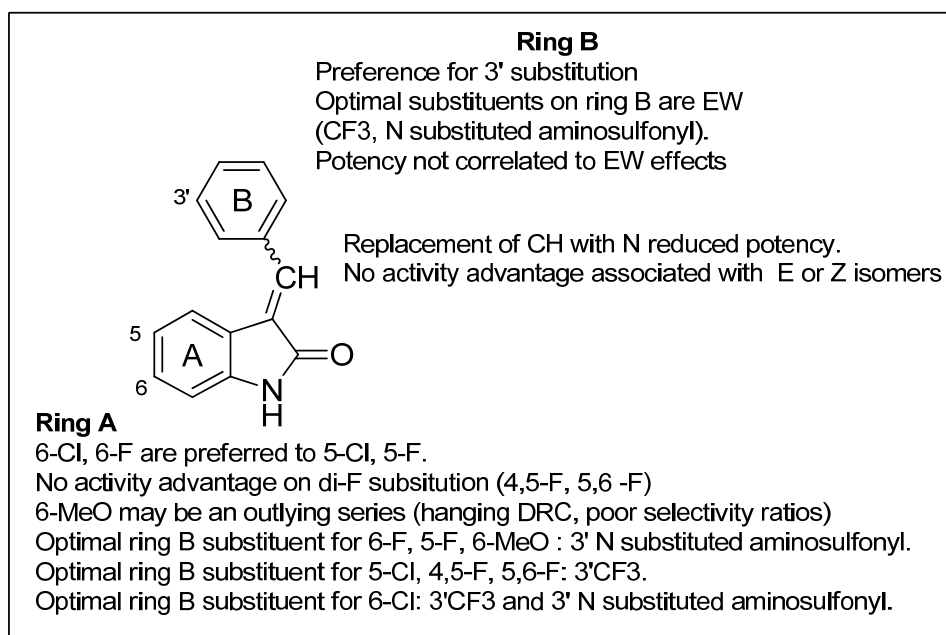 Ring B
Preference for 3' substitution
Optimal substituents on ring B are EW
(CF3, N substituted aminosulfonyl).
Potency not correlated to EW effects
3'
B
Replacement of CH with N reduced potency.
No activity advantage associated with E or Z isomers
CH
5
A
O
6
N
H
Ring A
6-Cl, 6-F are preferred to 5-Cl, 5-F.
No activity advantage on di-F subsitution (4,5-F, 5,6 -F)
6-MeO may be an outlying series (hanging DRC, poor selectivity ratios)
Optimal ring B substituent for 6-F, 5-F, 6-MeO : 3' N substituted aminosulfonyl.
Optimal ring B substituent for 5-Cl, 4,5-F, 5,6-F: 3'CF3.
Optimal ring B substituent for 6-Cl: 3'CF3 and 3' N substituted aminosulfonyl.